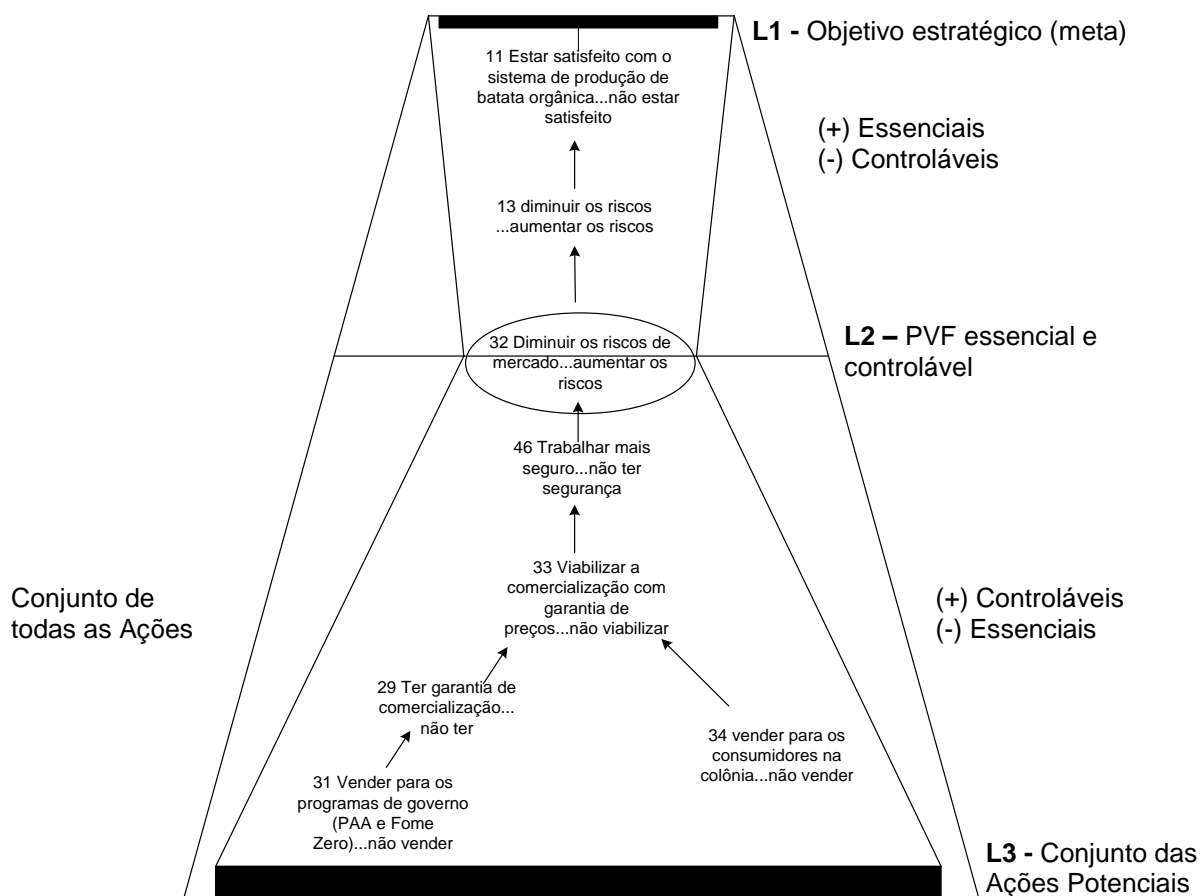 L1 - Objetivo estratégico (meta)
11 Estar satisfeito com o
sistema de produção de
batata orgânica...não estar
satisfeito
(+) Essenciais
(-) Controláveis
13 diminuir os riscos
...aumentar os riscos
32 Diminuir os riscos de
mercado...aumentar os
riscos
L2 – PVF essencial e
controlável
46 Trabalhar mais
seguro...não ter
segurança
33 Viabilizar a
comercialização com
garantia de
preços...não viabilizar
Conjunto de
todas as Ações
(+) Controláveis
(-) Essenciais
29 Ter garantia de
comercialização...
não ter
34 vender para os
consumidores na
colônia...não vender
31 Vender para os
programas de governo
(PAA e Fome
Zero)...não vender
L3 - Conjunto das
Ações Potenciais